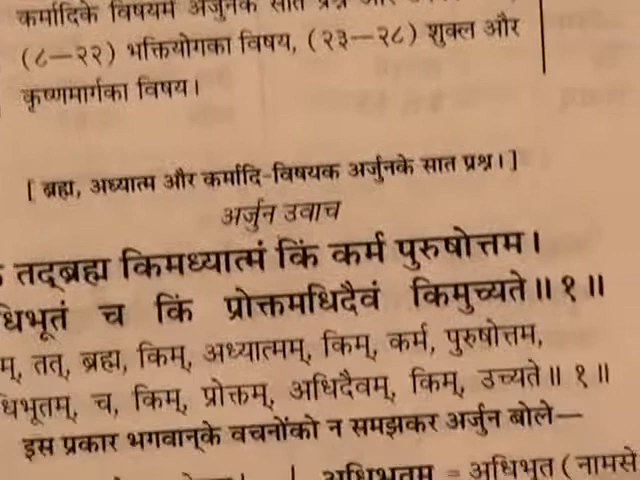 कर्मादिके विषयमें अर्जुनके सात प्रश्न और
(८—२२) भक्तियोगका विषय, (२३—२८) शुक्ल और
कृष्णमार्गका विषय।
[ ब्रह्म, अध्यात्म और कर्मादि-विषयक अर्जुनके सात प्रश्न। ]
अर्जुन उवाच
तद्ब्रह्म किमध्यात्मं किं कर्म पुरुषोत्तम।
धिभूतं च किं प्रोक्तमधिदैवं किमुच्यते॥ १॥
म्, तत्, ब्रह्म, किम्, अध्यात्मम्, किम्, कर्म, पुरुषोत्तम,
धिभूतम्, च, किम्, प्रोक्तम्, अधिदैवम्, किम्, उच्यते॥ १॥
इस प्रकार भगवान्‌के वचनोंको न समझकर अर्जुन बोले—
अधिभूतम् = अधिभूत (नामसे